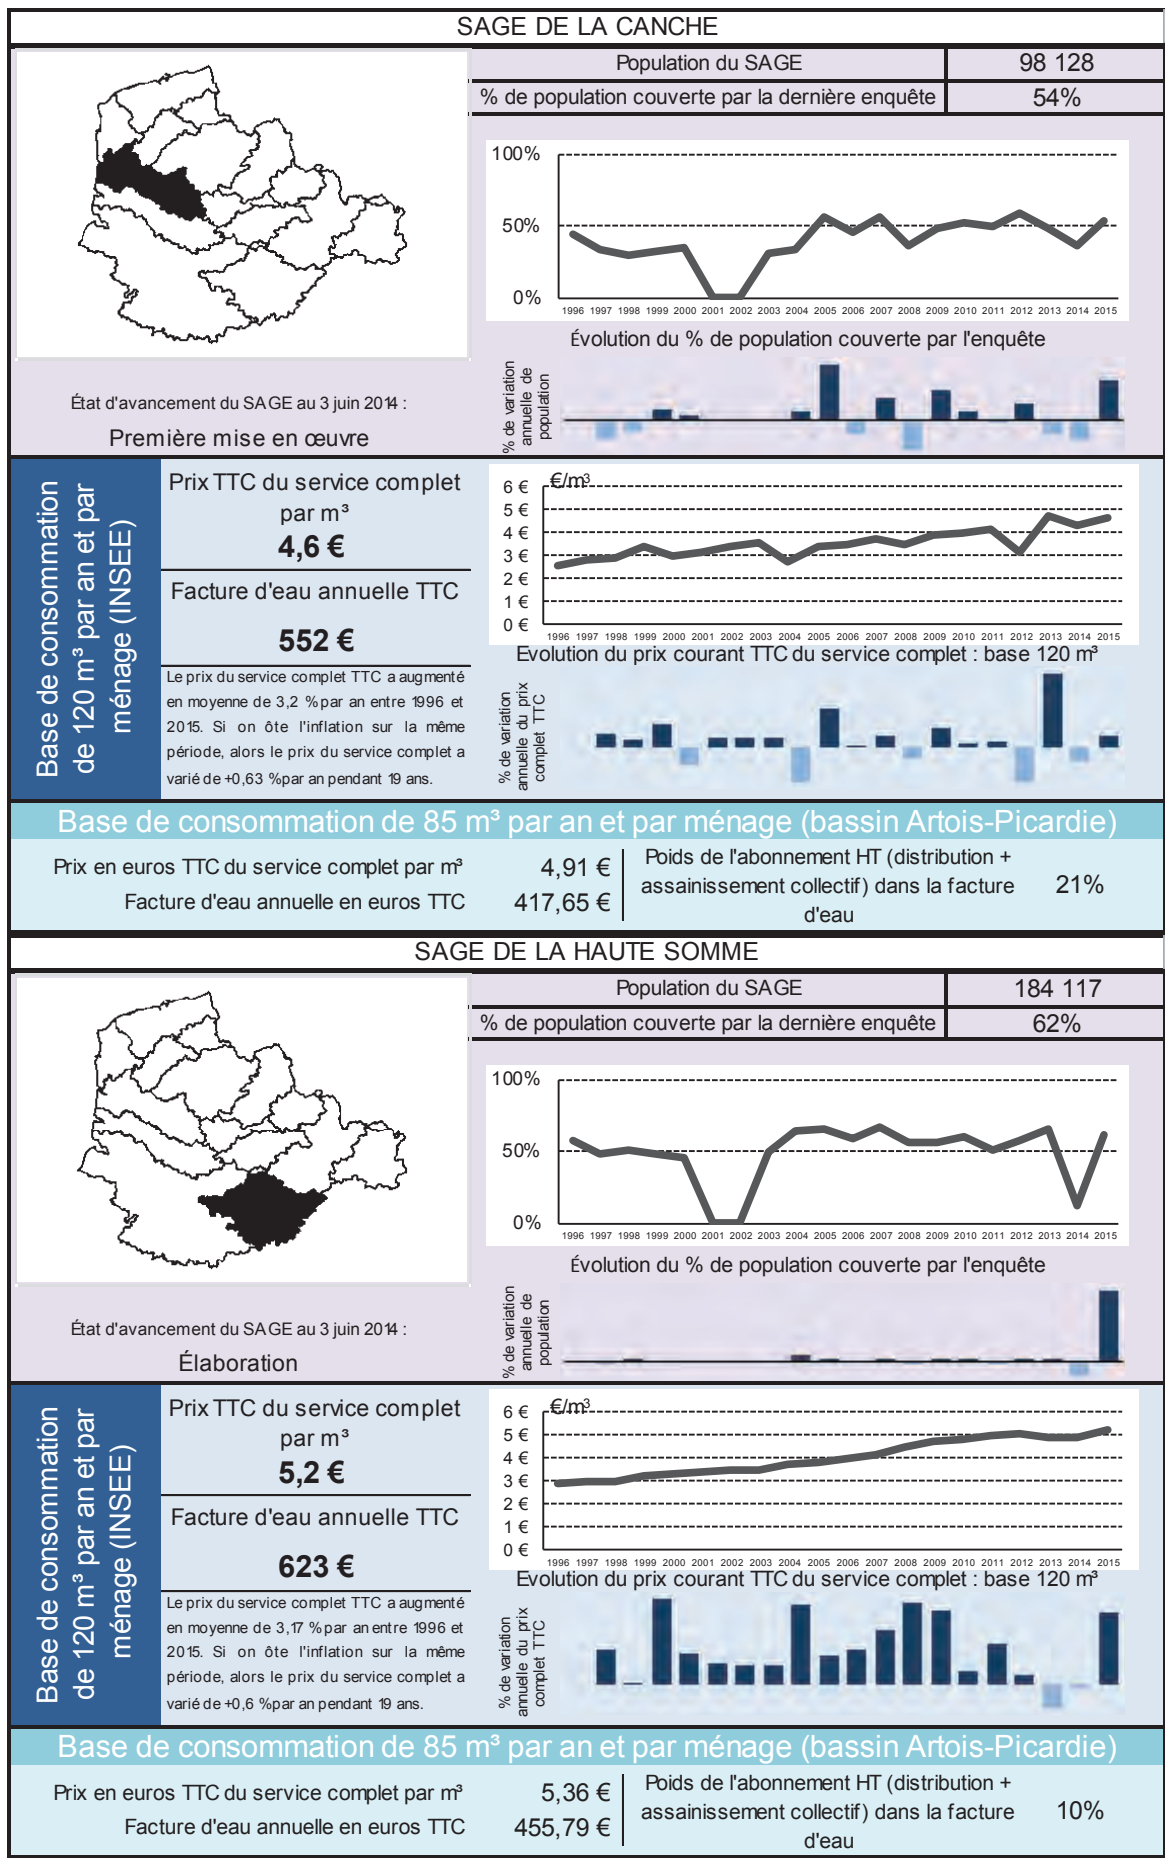 SAGE DE LA CANCHE
Population du SAGE
98 128
% de population couverte par la dernière enquête
54%
100%
50%
0%
1996 1997 1998 1999 2000 2001 2002 2003 2004 2005 2006 2007 2008 2009 2010 2011 2012 2013 2014 2015
Évolution du % de population couverte par l'enquête
% de variation
annuelle de
population
État d'avancement du SAGE au 3 juin 2014 :
Première mise en œuvre
Base de consommation
de 120 m³ par an et par
ménage (INSEE)
Prix TTC du service complet
par m³
4,6 €
Facture d'eau annuelle TTC
552 €
Le prix du service complet TTC a augmenté
en moyenne de 3,2 % par an entre 1996 et
2015. Si on ôte l'inflation sur la même
période, alors le prix du service complet a
varié de +0,63 % par an pendant 19 ans.
€/m³
6 €
5 €
4 €
3 €
2 €
1 €
0 €
1996 1997 1998 1999 2000 2001 2002 2003 2004 2005 2006 2007 2008 2009 2010 2011 2012 2013 2014 2015
Evolution du prix courant TTC du service complet : base 120 m³
% de variation
annuelle du prix
complet TTC
Base de consommation de 85 m³ par an et par ménage (bassin Artois-Picardie)
Prix en euros TTC du service complet par m³
4,91 €
Facture d'eau annuelle en euros TTC
417,65 €
Poids de l'abonnement HT (distribution +
assainissement collectif) dans la facture
d'eau
21%
SAGE DE LA HAUTE SOMME
Population du SAGE
184 117
% de population couverte par la dernière enquête
62%
100%
50%
0%
1996 1997 1998 1999 2000 2001 2002 2003 2004 2005 2006 2007 2008 2009 2010 2011 2012 2013 2014 2015
Évolution du % de population couverte par l'enquête
% de variation
annuelle de
population
État d'avancement du SAGE au 3 juin 2014 :
Élaboration
Base de consommation
de 120 m³ par an et par
ménage (INSEE)
Prix TTC du service complet
par m³
5,2 €
Facture d'eau annuelle TTC
623 €
Le prix du service complet TTC a augmenté
en moyenne de 3,17 % par an entre 1996 et
2015. Si on ôte l'inflation sur la même
période, alors le prix du service complet a
varié de +0,6 % par an pendant 19 ans.
€/m³
6 €
5 €
4 €
3 €
2 €
1 €
0 €
1996 1997 1998 1999 2000 2001 2002 2003 2004 2005 2006 2007 2008 2009 2010 2011 2012 2013 2014 2015
Evolution du prix courant TTC du service complet : base 120 m³
% de variation
annuelle du prix
complet TTC
Base de consommation de 85 m³ par an et par ménage (bassin Artois-Picardie)
Prix en euros TTC du service complet par m³
5,36 €
Facture d'eau annuelle en euros TTC
455,79 €
Poids de l'abonnement HT (distribution +
assainissement collectif) dans la facture
d'eau
10%